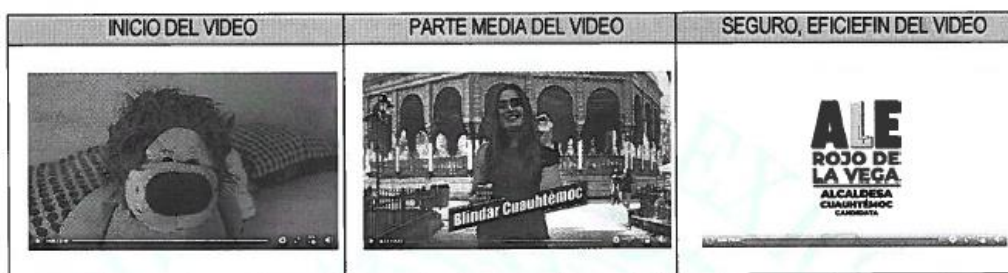 INICIO DEL VIDEO
PARTE MEDIA DEL VIDEO
SEGURO, EFICIEFIN DEL VIDEO
Blindar Cuauhtémoc
ALE
ROJO DE
LA VEGA
ALCALDESA
CUAUHTÉMOC
CANDIDATA